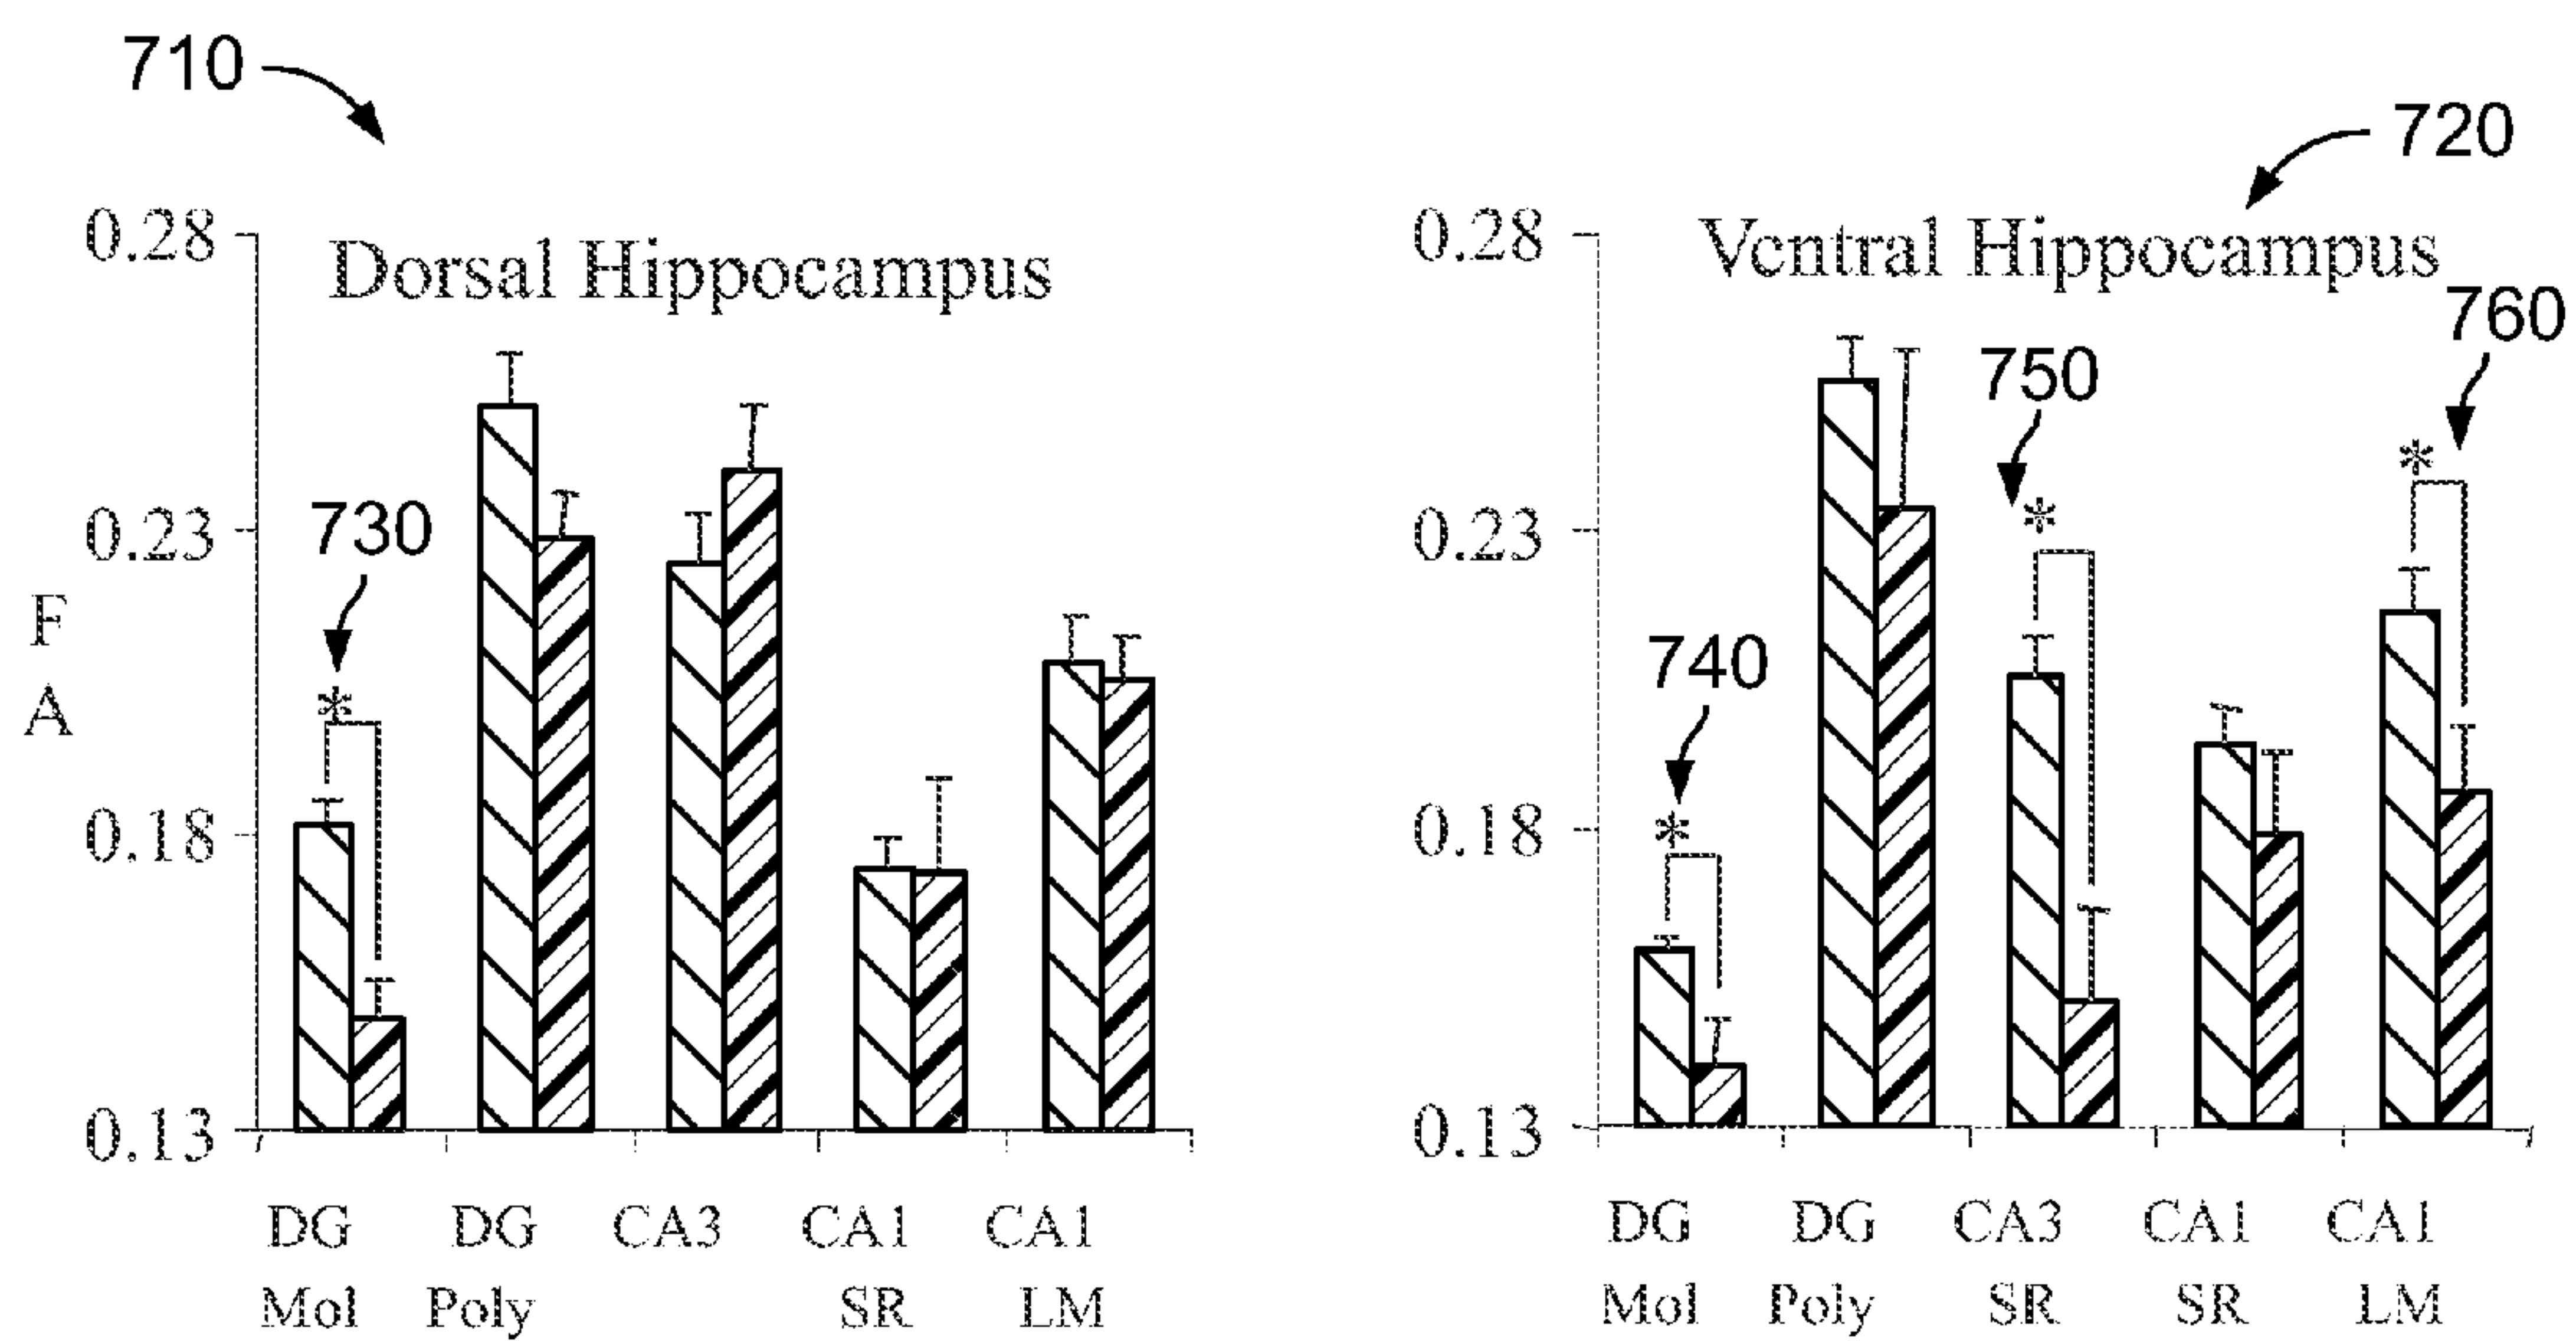 710
720
0.28
Dorsal Hippocampus
0.28
Ventral Hippocampus
760
750
730
0.23
0.23
F
A
*
*
740
*
0.18
*
0.18
0.13
0.13
DG DG CA3 CA1 CA1
Mol Poly SR LM
DG DG CA3 CA1 CA1
Mol Poly SR SR LM